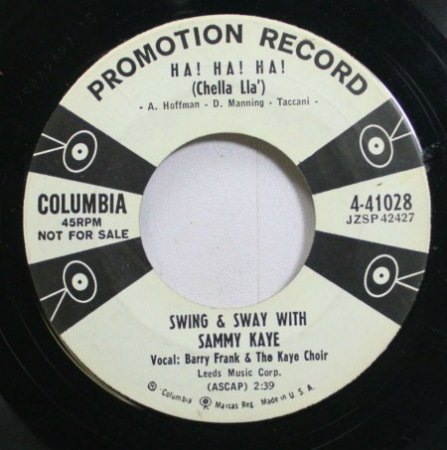 PROMOTION RECORD
HA! HA! HA!
(Chella Lla')
- A. Hoffman - D. Manning - Taccani -
COLUMBIA
45RPM
NOT FOR SALE
4-41028
JZSP 42427
SWING & SWAY WITH
SAMMY KAYE
Vocal: Barry Frank & The Kaye Choir
Leeds Music Corp.
(ASCAP) 2:39
® "Columbia" Marcas Reg. Made in U. S. A.